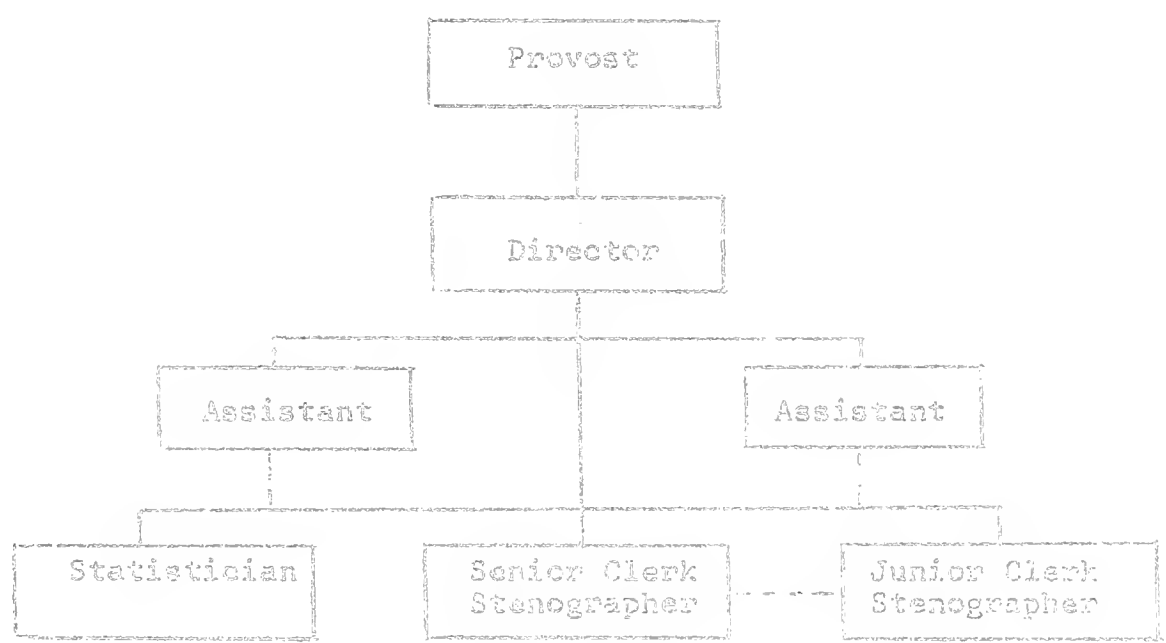 Provost
Director
Assistant
Assistant
Statistician
Senior Clerk
Stenographer
Junior Clerk
Stenographer